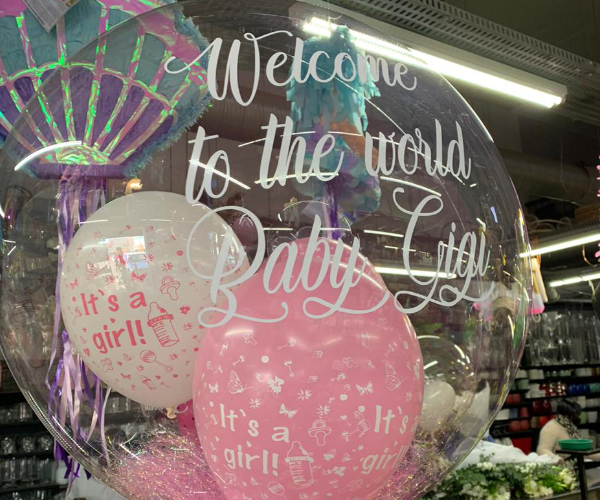 Welcome
to the world
Baby Gigi
It's a
girl!
It's a
girl!
It's
girl